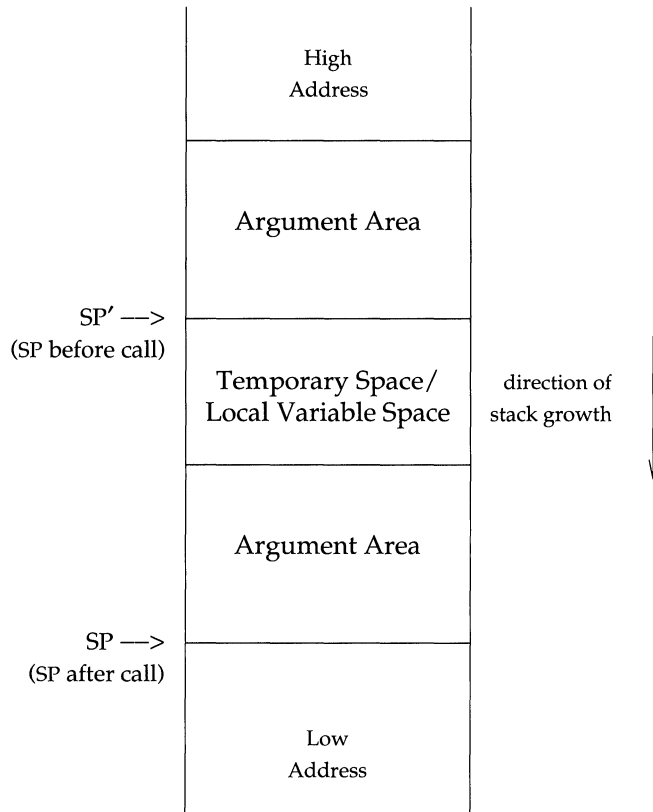 High
Address
Argument Area
SP′ —>
(SP before call)
Temporary Space/
Local Variable Space
direction of
stack growth
Argument Area
SP —>
(SP after call)
Low
Address